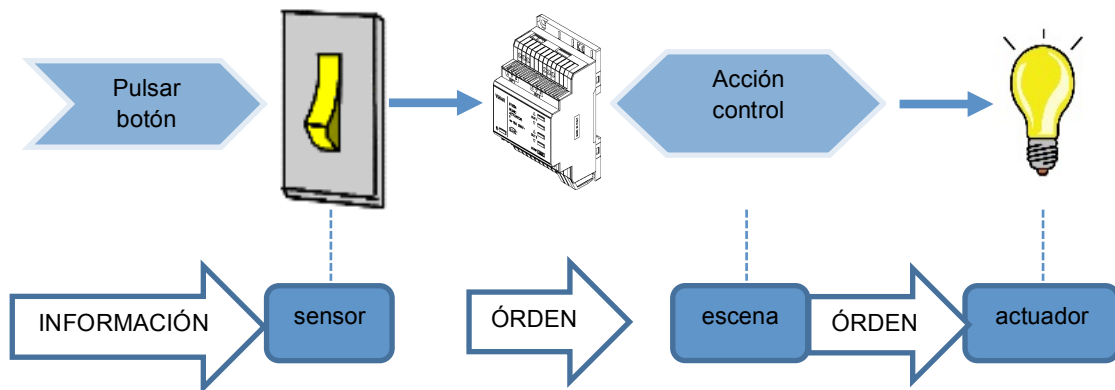 Pulsar
botón
Acción
control
INFORMACIÓN
sensor
ÓRDEN
escena
ÓRDEN
actuador